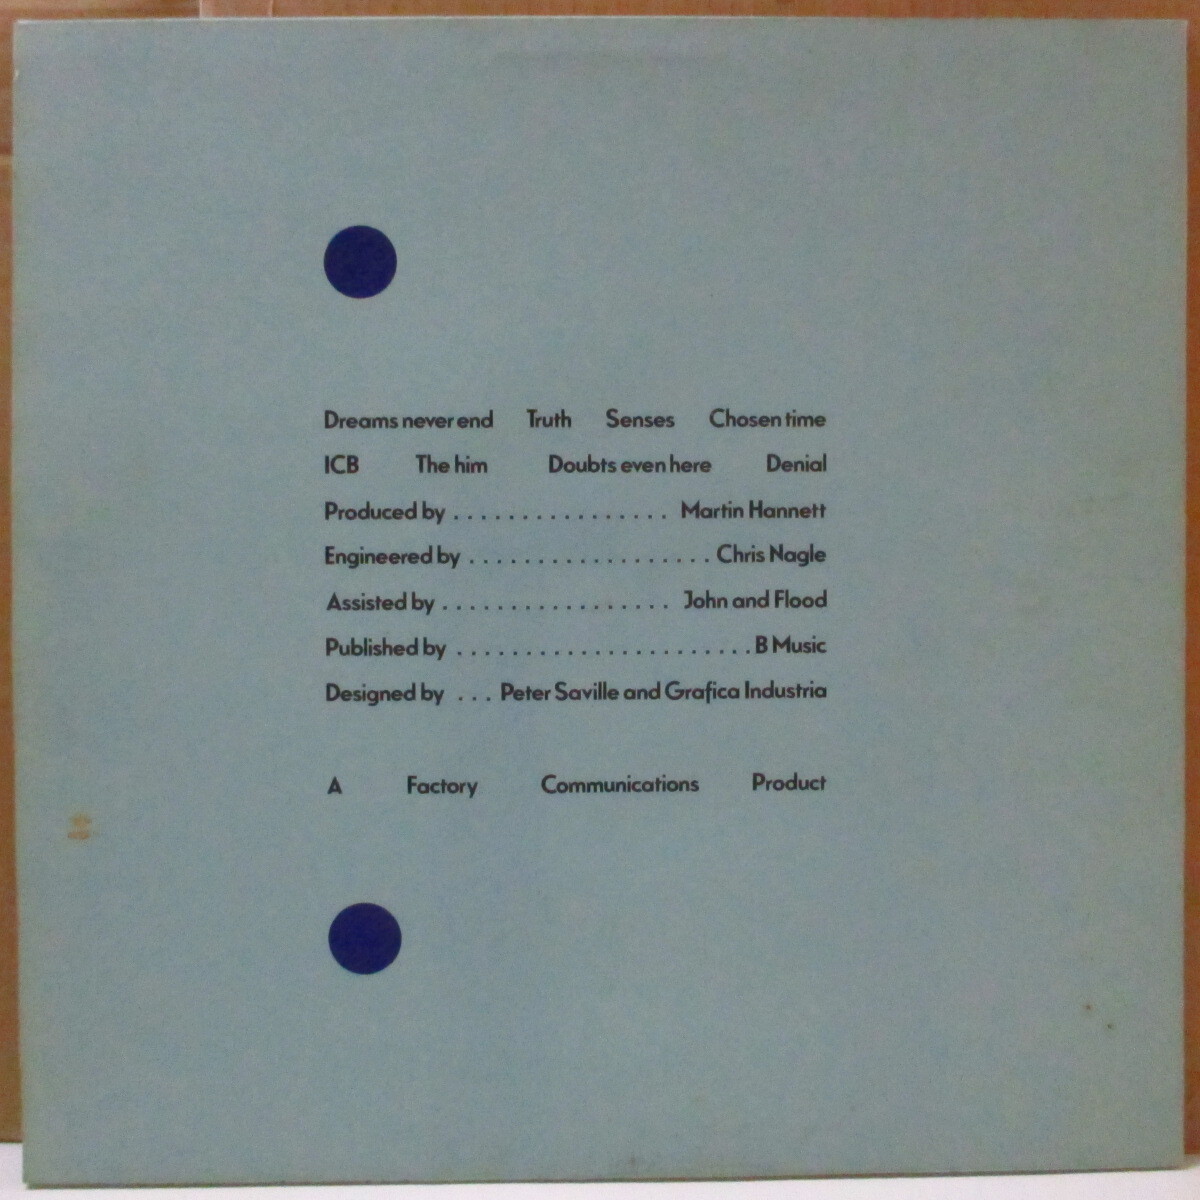 Dreams never end Truth Senses Chosen time
ICB The him Doubts even here Denial
Produced by . . . . . . . . . . . . . . . . Martin Hannett
Engineered by . . . . . . . . . . . . . . . . . . Chris Nagle
Assisted by . . . . . . . . . . . . . . . . . John and Flood
Published by . . . . . . . . . . . . . . . . . . . . . . B Music
Designed by . . . Peter Saville and Grafica Industria
A Factory Communications Product